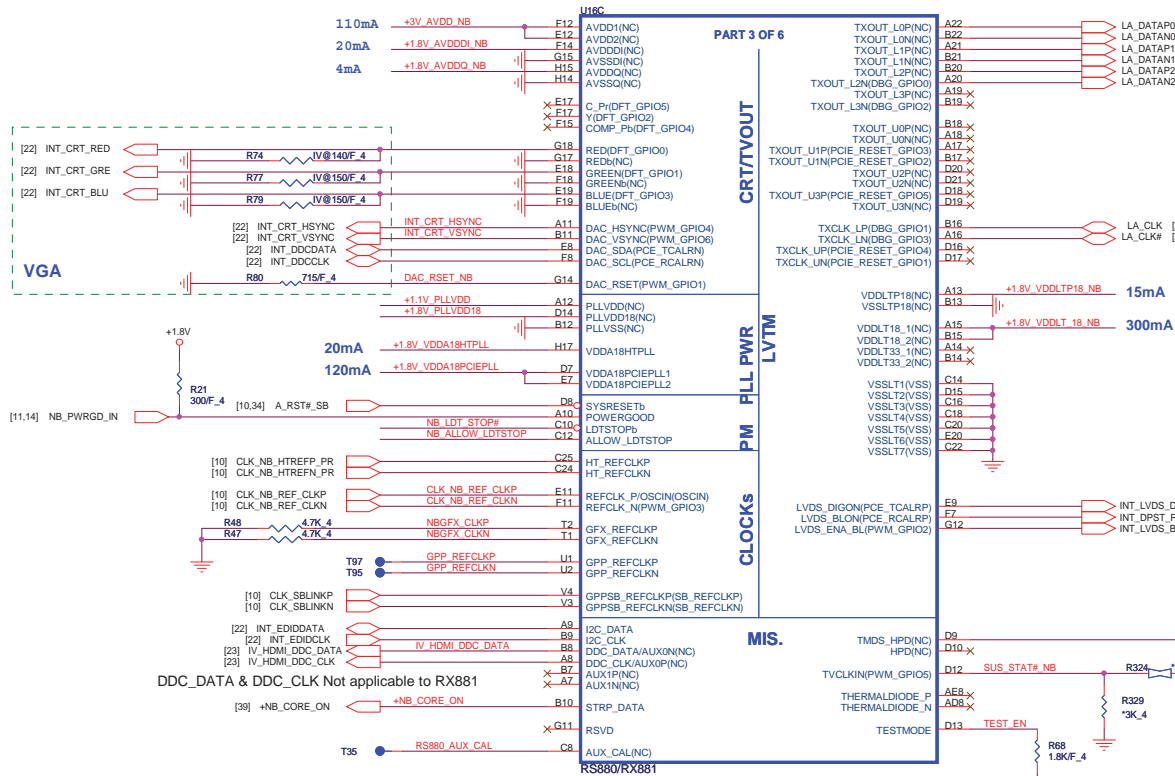 U16C
PART 3 OF 6
110mA +3V_AVDD_NB F12 AVDD1(NC)
E12 AVDD2(NC)
20mA +1.8V_AVDDDI_NB F14 AVDDDI(NC)
G15 AVSSDI(NC)
4mA +1.8V_AVDDQ_NB H15 AVDDQ(NC)
H14 AVSSQ(NC)
E17 C_Pr(DFT_GPIO5)
F17 Y(DFT_GPIO2)
F15 COMP_Pb(DFT_GPIO4)
[22] INT_CRT_RED G18 RED(DFT_GPIO0)
R74 IV@140/F_4 G17 REDb(NC)
[22] INT_CRT_GRE E18 GREEN(DFT_GPIO1)
R77 IV@150/F_4 F18 GREENb(NC)
[22] INT_CRT_BLU E19 BLUE(DFT_GPIO3)
R79 IV@150/F_4 F19 BLUEb(NC)
[22] INT_CRT_HSYNC INT_CRT_HSYNC A11 DAC_HSYNC(PWM_GPIO4)
[22] INT_CRT_VSYNC INT_CRT_VSYNC B11 DAC_VSYNC(PWM_GPIO6)
[22] INT_DDCDATA E8 DAC_SDA(PCE_TCALRN)
[22] INT_DDCCLK F8 DAC_SCL(PCE_RCALRN)
VGA
R80 715/F_4 DAC_RSET_NB G14 DAC_RSET(PWM_GPIO1)
CRT/TVOUT
+1.1V_PLLVDD A12 PLLVDD(NC)
+1.8V_PLLVDD18 D14 PLLVDD18(NC)
B12 PLLVSS(NC)
20mA +1.8V_VDDA18HTPLL H17 VDDA18HTPLL
120mA +1.8V_VDDA18PCIEPLL D7 VDDA18PCIEPLL1
E7 VDDA18PCIEPLL2
PLL PWR
LVTM
+1.8V
R21
300/F_4
[10,34] A_RST#_SB D8 SYSRESETb
[11,14] NB_PWRGD_IN A10 POWERGOOD
NB_LDT_STOP# C10 LDTSTOPb
NB_ALLOW_LDTSTOP C12 ALLOW_LDTSTOP
PM
[10] CLK_NB_HTREFP_PR C25 HT_REFCLKP
[10] CLK_NB_HTREFN_PR C24 HT_REFCLKN
[10] CLK_NB_REF_CLKP CLK_NB_REF_CLKP E11 REFCLK_P/OSCIN(OSCIN)
[10] CLK_NB_REF_CLKN CLK_NB_REF_CLKN F11 REFCLK_N(PWM_GPIO3)
R48 4.7K_4 NBGFX_CLKP T2 GFX_REFCLKP
R47 4.7K_4 NBGFX_CLKN T1 GFX_REFCLKN
T97 GPP_REFCLKP U1 GPP_REFCLKP
T95 GPP_REFCLKN U2 GPP_REFCLKN
[10] CLK_SBLINKP V4 GPPSB_REFCLKP(SB_REFCLKP)
[10] CLK_SBLINKN V3 GPPSB_REFCLKN(SB_REFCLKN)
CLOCKs
[22] INT_EDIDDATA A9 I2C_DATA
[22] INT_EDIDCLK B9 I2C_CLK
[23] IV_HDMI_DDC_DATA IV_HDMI_DDC_DATA B8 DDC_DATA/AUX0N(NC)
[23] IV_HDMI_DDC_CLK A8 DDC_CLK/AUX0P(NC)
B7 AUX1P(NC)
A7 AUX1N(NC)
DDC_DATA & DDC_CLK Not applicable to RX881
[39] +NB_CORE_ON +NB_CORE_ON B10 STRP_DATA
G11 RSVD
T35 RS880_AUX_CAL C8 AUX_CAL(NC)
MIS.
RS880/RX881
TXOUT_L0P(NC) A22 LA_DATAP0
TXOUT_L0N(NC) B22 LA_DATAN0
TXOUT_L1P(NC) A21 LA_DATAP1
TXOUT_L1N(NC) B21 LA_DATAN1
TXOUT_L2P(NC) B20 LA_DATAP2
TXOUT_L2N(DBG_GPIO0) A20 LA_DATAN2
TXOUT_L3P(NC) A19
TXOUT_L3N(DBG_GPIO2) B19
TXOUT_U0P(NC) B18
TXOUT_U0N(NC) A18
TXOUT_U1P(PCIE_RESET_GPIO3) A17
TXOUT_U1N(PCIE_RESET_GPIO2) B17
TXOUT_U2P(NC) D20
TXOUT_U2N(NC) D21
TXOUT_U3P(PCIE_RESET_GPIO5) D18
TXOUT_U3N(NC) D19
TXCLK_LP(DBG_GPIO1) B16 LA_CLK [
TXCLK_LN(DBG_GPIO3) A16 LA_CLK# [
TXCLK_UP(PCIE_RESET_GPIO4) D16
TXCLK_UN(PCIE_RESET_GPIO1) D17
VDDLTP18(NC) A13 +1.8V_VDDLTP18_NB 15mA
VSSLTP18(NC) B13
VDDLT18_1(NC) A15 +1.8V_VDDLT_18_NB 300mA
VDDLT18_2(NC) B15
VDDLT33_1(NC) A14
VDDLT33_2(NC) B14
VSSLT1(VSS) C14
VSSLT2(VSS) D15
VSSLT3(VSS) C16
VSSLT4(VSS) C18
VSSLT5(VSS) C20
VSSLT6(VSS) E20
VSSLT7(VSS) C22
LVDS_DIGON(PCE_TCALRP) E9 INT_LVDS_D
LVDS_BLON(PCE_RCALRP) F7 INT_DPST_P
LVDS_ENA_BL(PWM_GPIO2) G12 INT_LVDS_B
TMDS_HPD(NC) D9
HPD(NC) D10
TVCLKIN(PWM_GPIO5) D12 SUS_STAT#_NB R324 *
R329
*3K_4
THERMALDIODE_P AE8
THERMALDIODE_N AD8
TESTMODE D13 TEST_EN
R68
1.8K/F_4